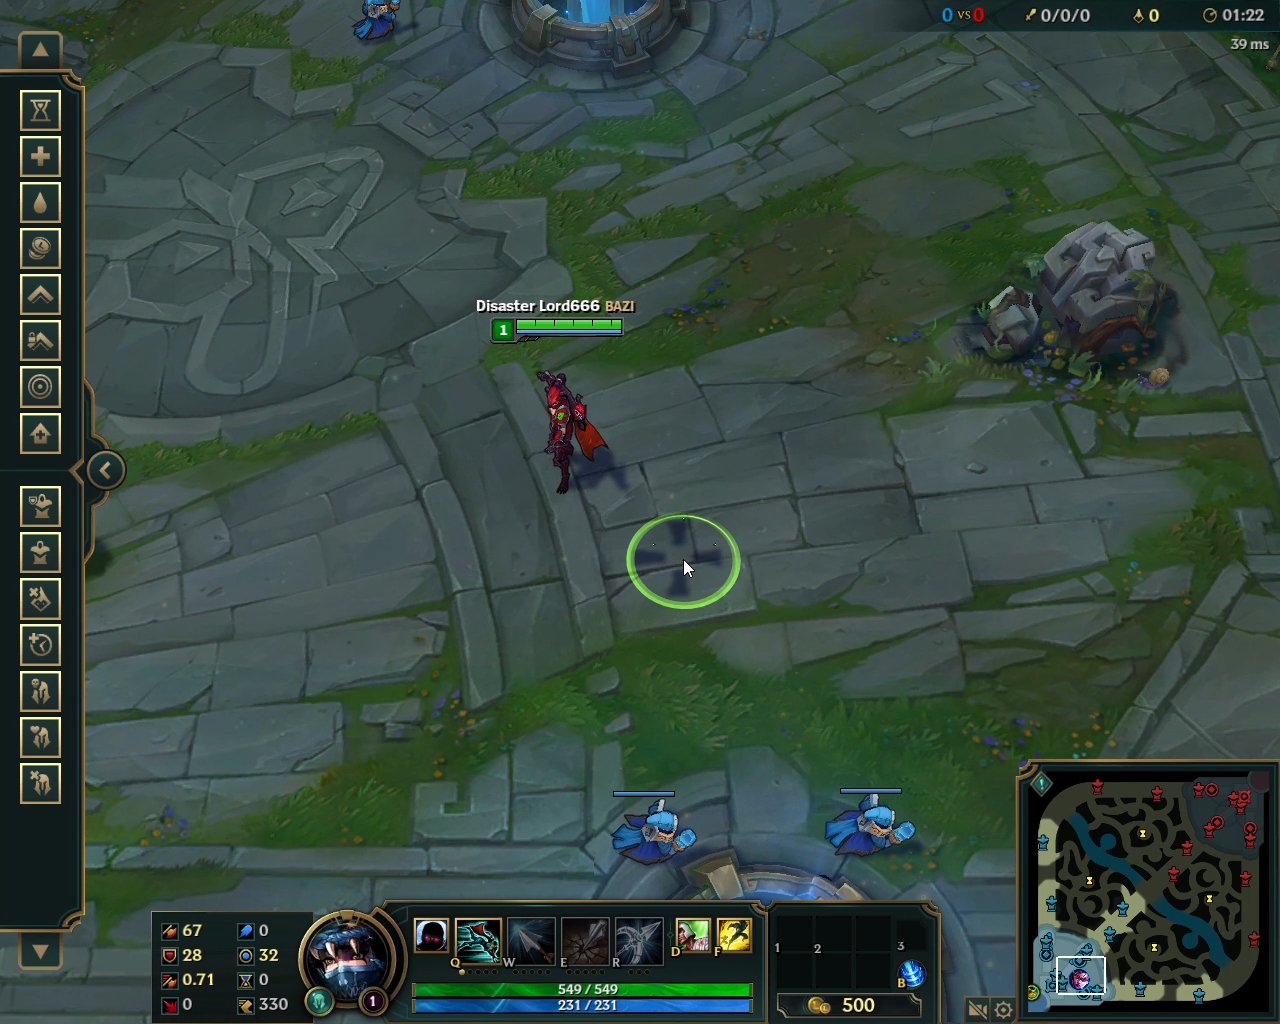 0 vs 0 0/0/0 0 01:22
39 ms
Disaster Lord666 BAZI
1
67 0
28 32
0.71 0
0 330
1
Q W E R D F
549 / 549
231 / 231
1 2 3
B
500